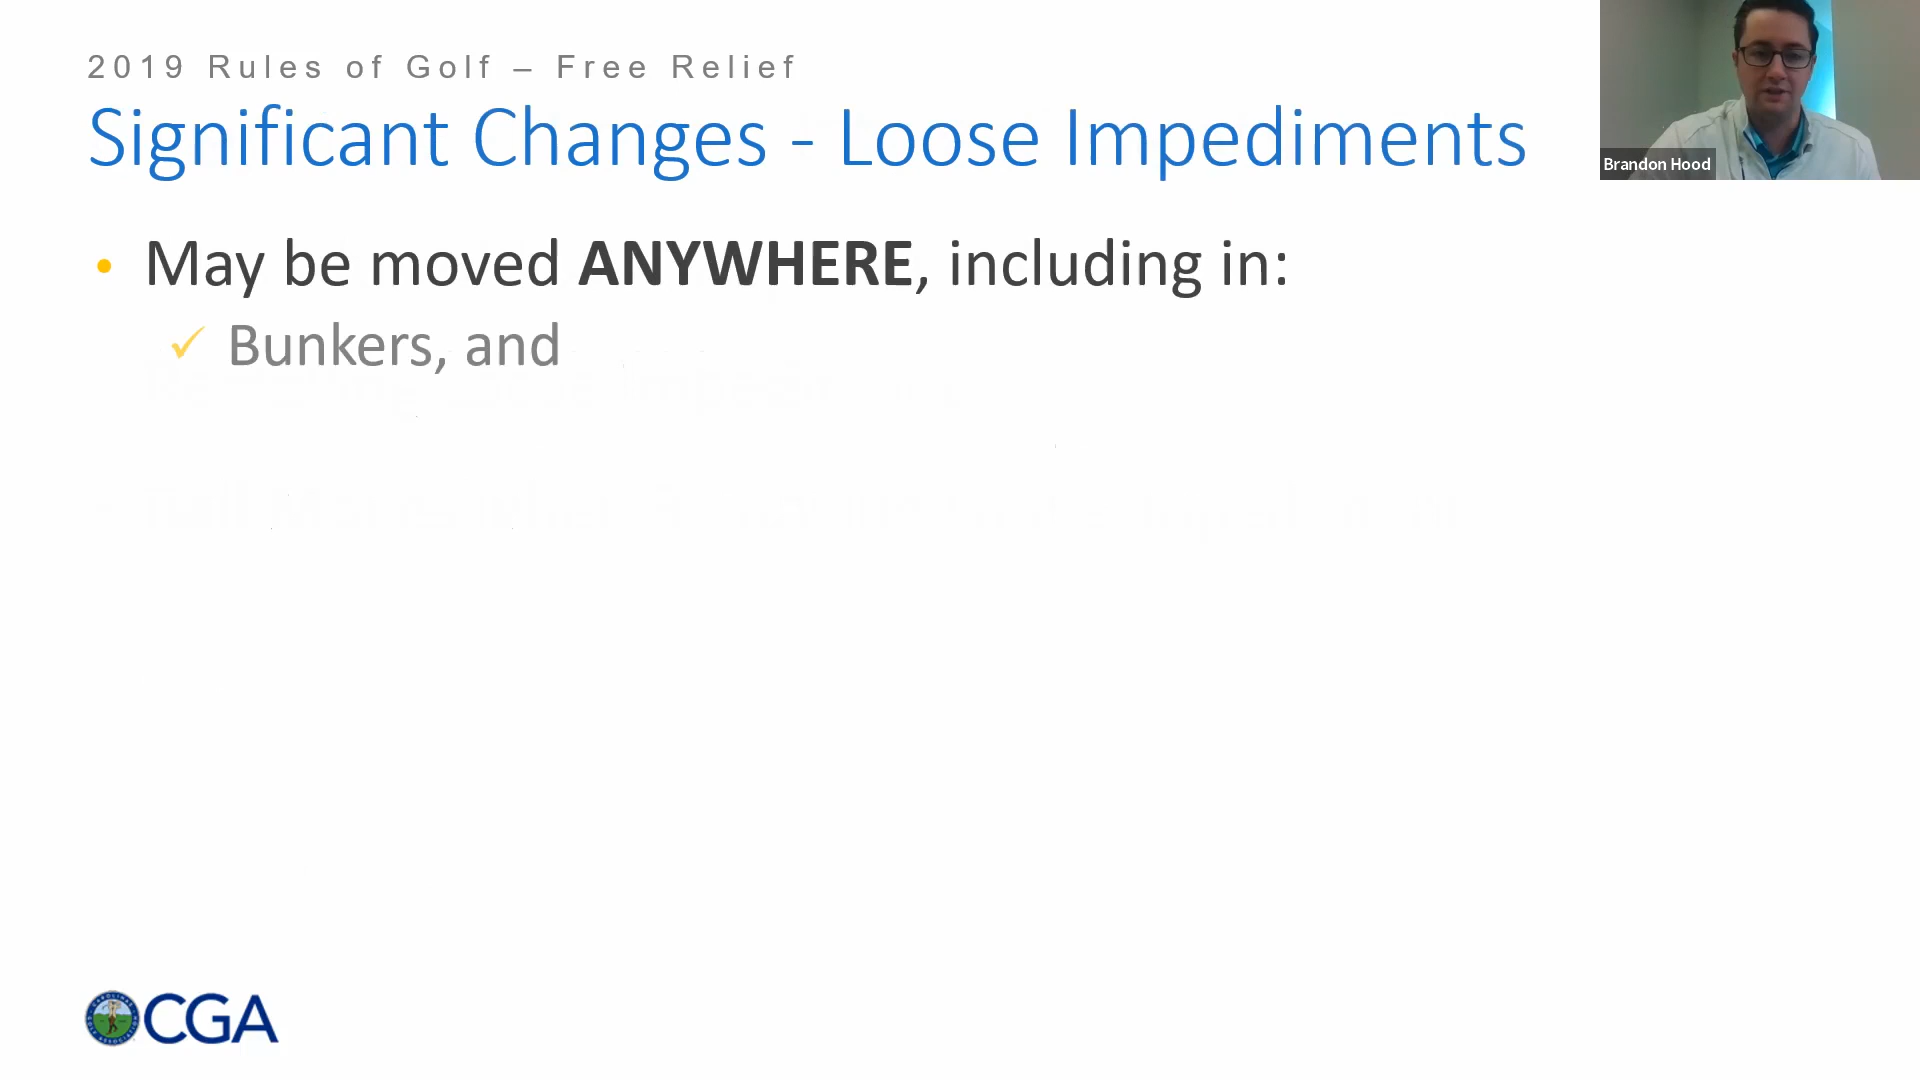 2019 Rules of Golf – Free Relief
Significant Changes - Loose Impediments
Brandon Hood
• May be moved ANYWHERE, including in:
✓ Bunkers, and
CGA